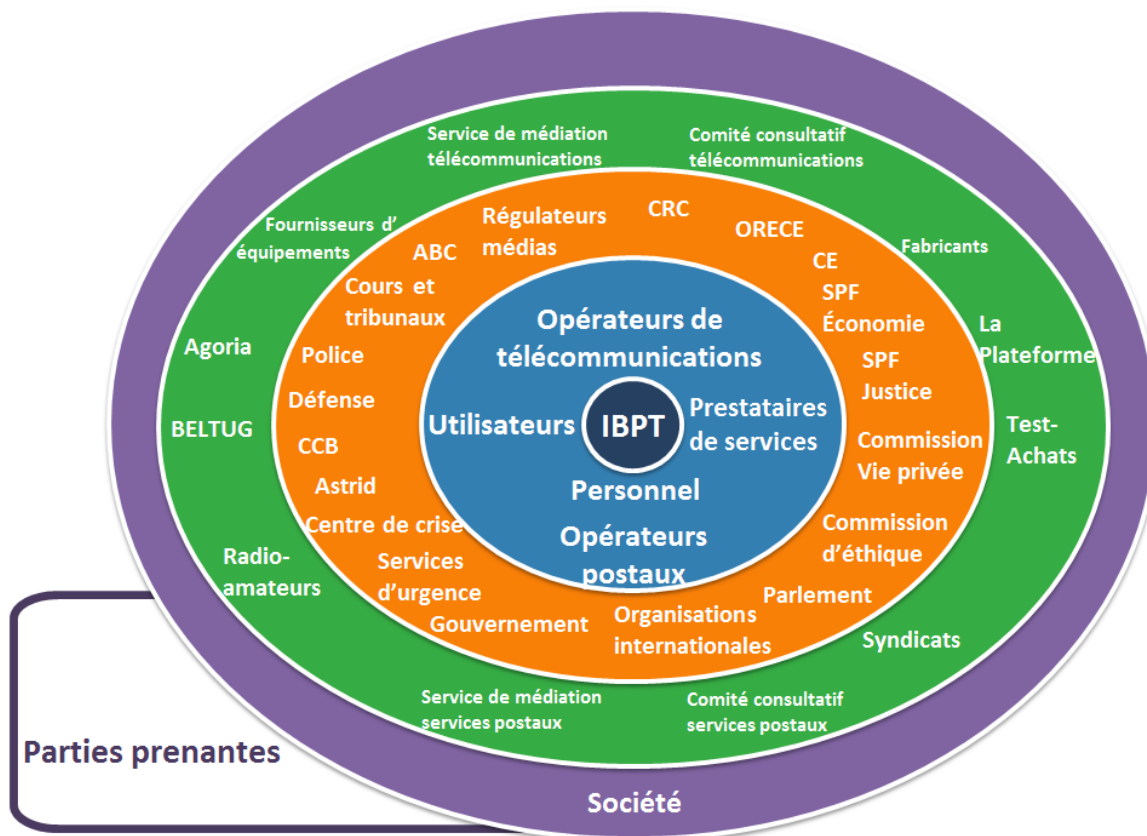 Service de médiation
télécommunications
Comité consultatif
télécommunications
Fournisseurs d'
équipements
Fabricants
Agoria
La
Plateforme
BELTUG
Test-
Achats
Radio-
amateurs
Syndicats
Service de médiation
services postaux
Comité consultatif
services postaux
CRC
Régulateurs
médias
ORECE
ABC
CE
Cours et
tribunaux
SPF
Économie
Police
SPF
Justice
Défense
CCB
Commission
Vie privée
Astrid
Centre de crise
Commission
d'éthique
Services
d'urgence
Parlement
Gouvernement
Organisations
internationales
Opérateurs de
télécommunications
Utilisateurs
IBPT
Prestataires
de services
Personnel
Opérateurs
postaux
Parties prenantes
Société